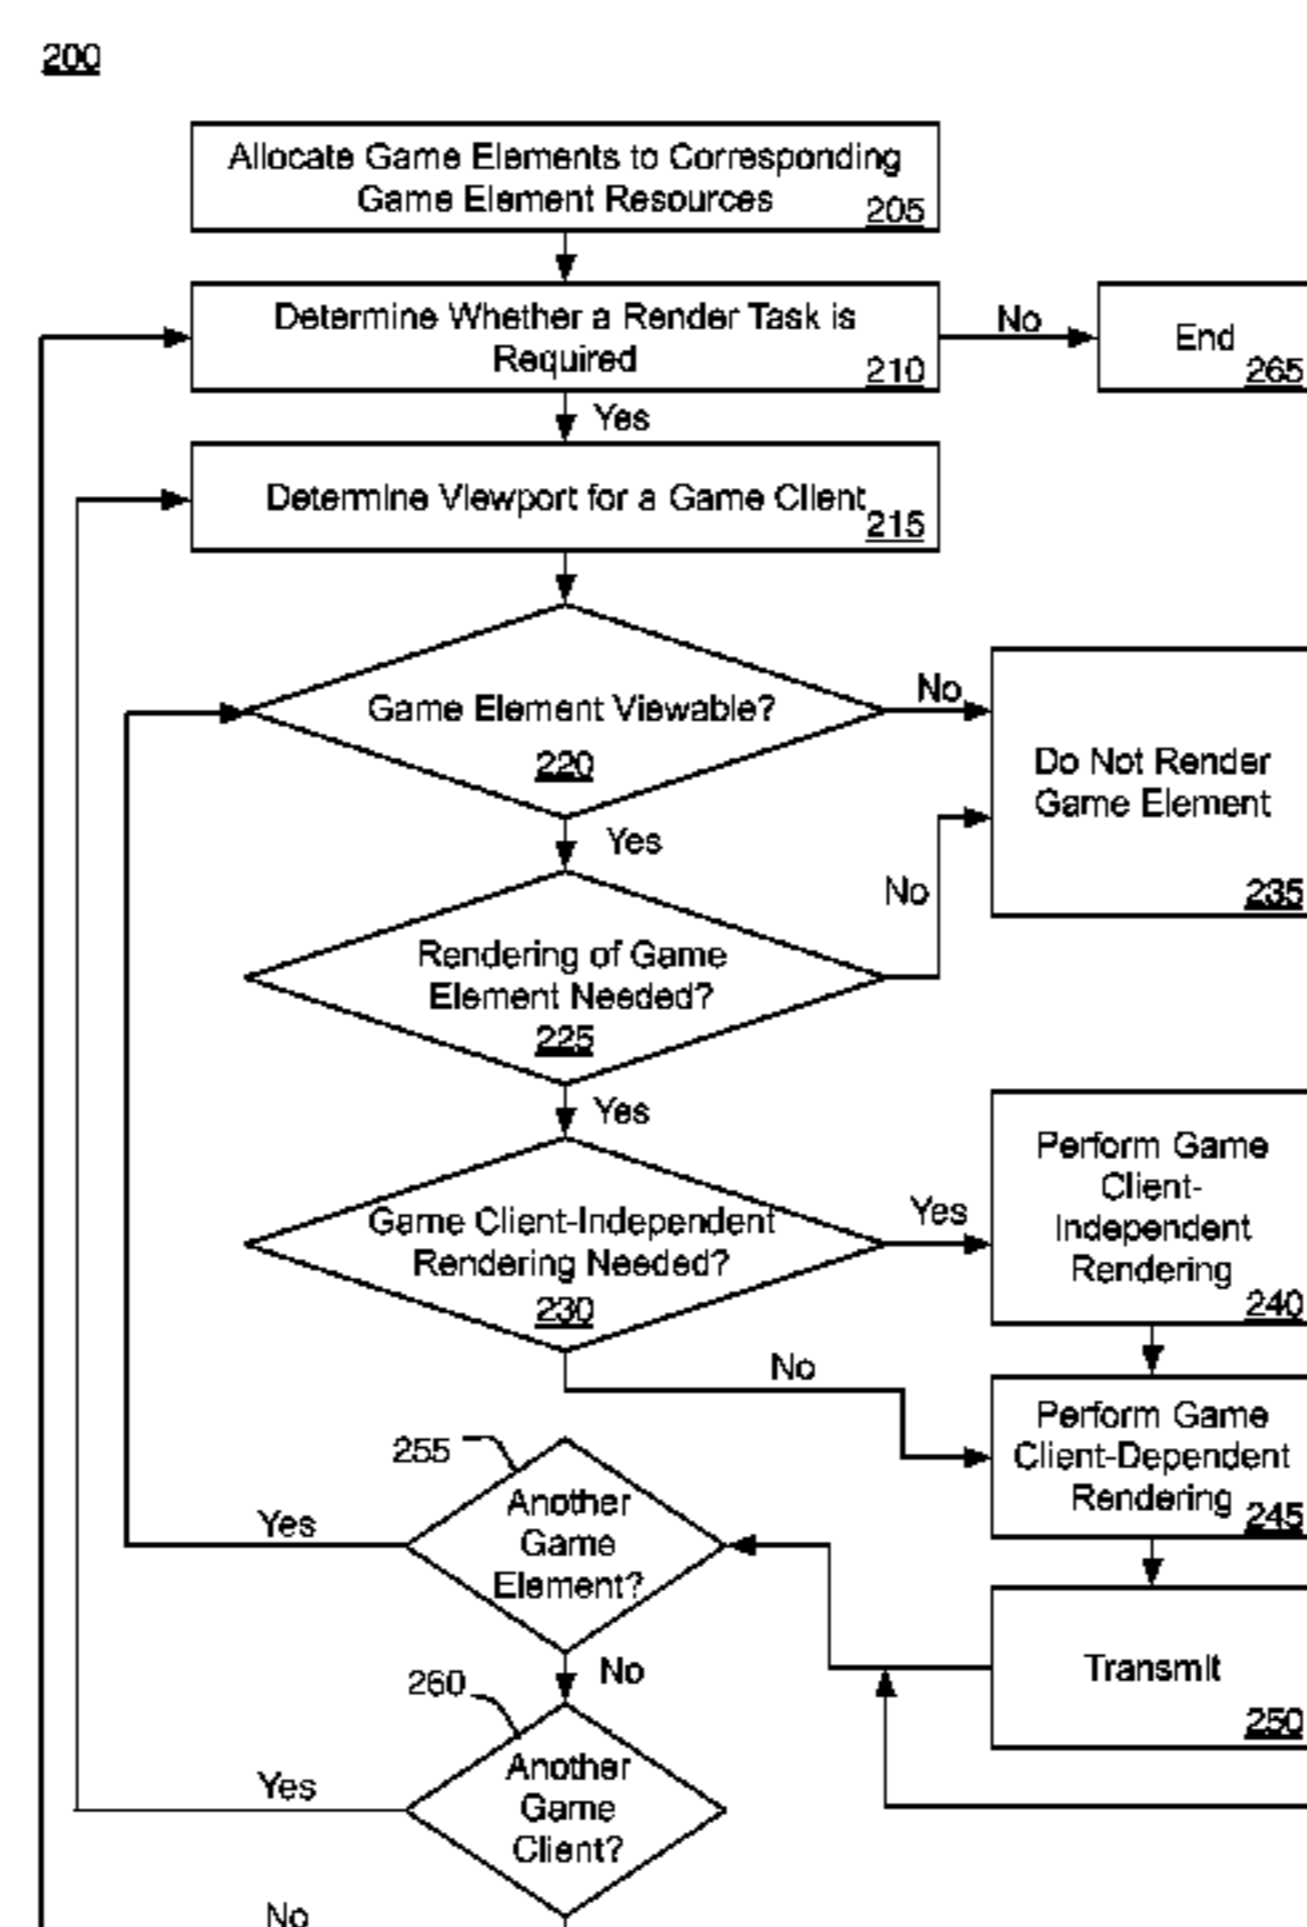 200
Allocate Game Elements to Corresponding
Game Element Resources
205
Determine Whether a Render Task is
Required
210
No
End
265
Yes
Determine Viewport for a Game Client
215
Game Element Viewable?
220
No
Do Not Render
Game Element
235
Yes
Rendering of Game
Element Needed?
225
No
Yes
Game Client-Independent
Rendering Needed?
230
Yes
Perform Game
Client-
Independent
Rendering
240
No
Perform Game
Client-Dependent
Rendering
245
255
Another
Game
Element?
Yes
No
Transmit
250
260
Another
Game
Client?
Yes
No